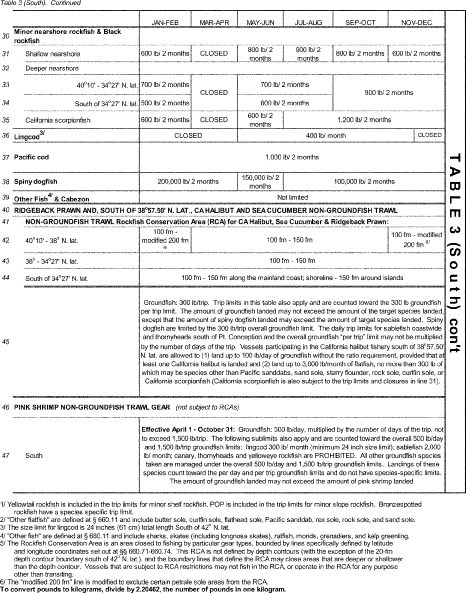 Table 3 (South). Continued
JAN-FEB MAR-APR MAY-JUN JUL-AUG SEP-OCT NOV-DEC
30 Minor nearshore rockfish & Black rockfish
31 Shallow nearshore 600 lb/ 2 months CLOSED 800 lb/ 2 months 900 lb/ 2 months 800 lb/ 2 months 600 lb/ 2 months
32 Deeper nearshore
33 40°10' - 34°27' N. lat. 700 lb/ 2 months CLOSED 700 lb/ 2 months 900 lb/ 2 months
34 South of 34°27' N. lat. 500 lb/ 2 months 600 lb/ 2 months
35 California scorpionfish 600 lb/ 2 months CLOSED 600 lb/ 2 months 1,200 lb/ 2 months
36 Lingcod3/ CLOSED 400 lb/ month CLOSED
37 Pacific cod 1,000 lb/ 2 months
38 Spiny dogfish 200,000 lb/ 2 months 150,000 lb/ 2 months 100,000 lb/ 2 months
39 Other Fish4/ & Cabezon Not limited
40 RIDGEBACK PRAWN AND, SOUTH OF 38°57.50' N. LAT., CA HALIBUT AND SEA CUCUMBER NON-GROUNDFISH TRAWL
41 NON-GROUNDFISH TRAWL Rockfish Conservation Area (RCA) for CA Halibut, Sea Cucumber & Ridgeback Prawn:
42 40°10' - 38° N. lat. 100 fm - modified 200 fm 6/ 100 fm - 150 fm 100 fm - modified 200 fm 6/
43 38° - 34°27' N. lat. 100 fm - 150 fm
44 South of 34°27' N. lat. 100 fm - 150 fm along the mainland coast; shoreline - 150 fm around islands
45
Groundfish: 300 lb/trip. Trip limits in this table also apply and are counted toward the 300 lb groundfish
per trip limit. The amount of groundfish landed may not exceed the amount of the target species landed,
except that the amount of spiny dogfish landed may exceed the amount of target species landed. Spiny
dogfish are limited by the 300 lb/trip overall groundfish limit. The daily trip limits for sablefish coastwide
and thornyheads south of Pt. Conception and the overall groundfish "per trip" limit may not be multiplied
by the number of days of the trip. Vessels participating in the California halibut fishery south of 38°57.50'
N. lat. are allowed to (1) land up to 100 lb/day of groundfish without the ratio requirement, provided that at
least one California halibut is landed and (2) land up to 3,000 lb/month of flatfish, no more than 300 lb of
which may be species other than Pacific sanddabs, sand sole, starry flounder, rock sole, curlfin sole, or
California scorpionfish (California scorpionfish is also subject to the trip limits and closures in line 31).
46 PINK SHRIMP NON-GROUNDFISH TRAWL GEAR (not subject to RCAs)
47 South
Effective April 1 - October 31: Groundfish: 500 lb/day, multiplied by the number of days of the trip, not
to exceed 1,500 lb/trip. The following sublimits also apply and are counted toward the overall 500 lb/day
and 1,500 lb/trip groundfish limits: lingcod 300 lb/ month (minimum 24 inch size limit); sablefish 2,000
lb/ month; canary, thornyheads and yelloweye rockfish are PROHIBITED. All other groundfish species
taken are managed under the overall 500 lb/day and 1,500 lb/trip groundfish limits. Landings of these
species count toward the per day and per trip groundfish limits and do not have species-specific limits.
The amount of groundfish landed may not exceed the amount of pink shrimp landed.
TABLE 3 (South) con't
1/ Yellowtail rockfish is included in the trip limits for minor shelf rockfish. POP is included in the trip limits for minor slope rockfish. Bronzespotted
rockfish have a species specific trip limit.
2/ "Other flatfish" are defined at § 660.11 and include butter sole, curlfin sole, flathead sole, Pacific sanddab, rex sole, rock sole, and sand sole.
3/ The size limit for lingcod is 24 inches (61 cm) total length South of 42° N. lat.
4/ "Other fish" are defined at § 660.11 and include sharks, skates (including longnose skates), ratfish, morids, grenadiers, and kelp greenling.
5/ The Rockfish Conservation Area is an area closed to fishing by particular gear types, bounded by lines specifically defined by latitude
and longitude coordinates set out at §§ 660.71-660.74. This RCA is not defined by depth contours (with the exception of the 20-fm
depth contour boundary south of 42° N. lat.), and the boundary lines that define the RCA may close areas that are deeper or shallower
than the depth contour. Vessels that are subject to RCA restrictions may not fish in the RCA, or operate in the RCA for any purpose
other than transiting.
6/ The "modified 200 fm" line is modified to exclude certain petrale sole areas from the RCA.
To convert pounds to kilograms, divide by 2.20462, the number of pounds in one kilogram.